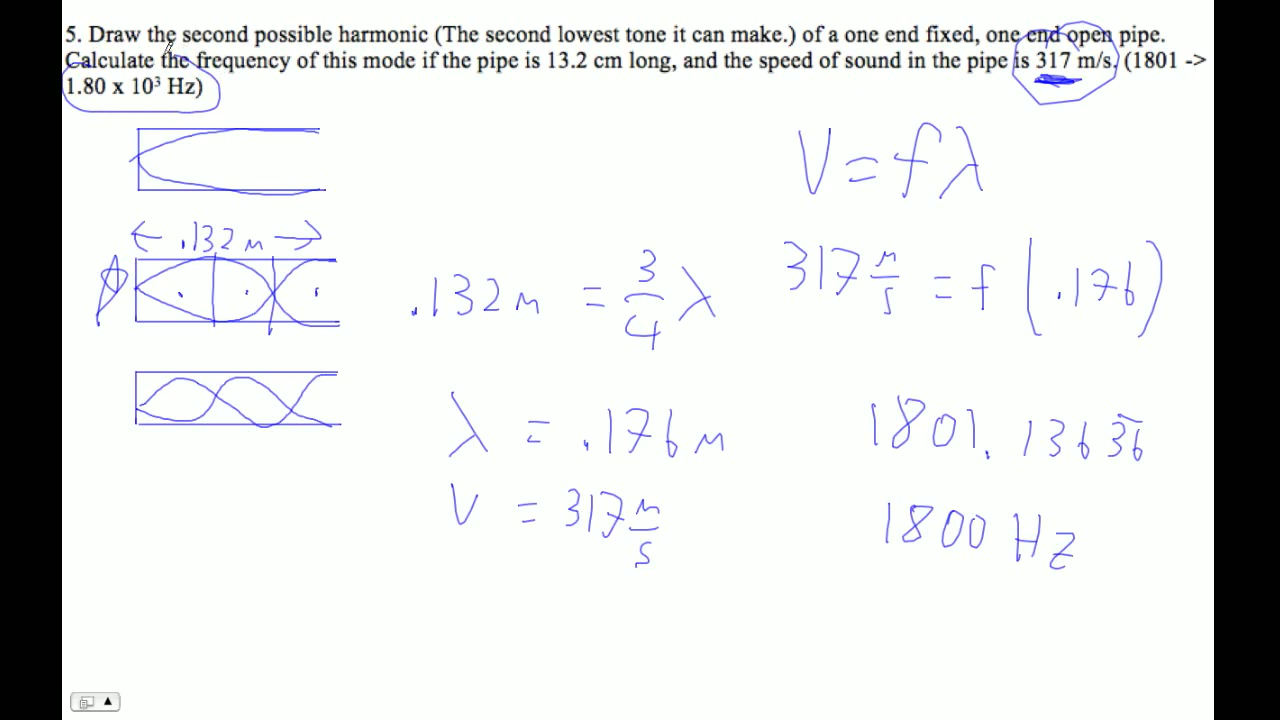 5. Draw the second possible harmonic (The second lowest tone it can make.) of a one end fixed, one end open pipe.
Calculate the frequency of this mode if the pipe is 13.2 cm long, and the speed of sound in the pipe is 317 m/s. (1801 ->
1.80 x 10³ Hz)
V = fλ
.132 m
.132 m = 3/4 λ
317 m/s = f (.176)
λ = .176 m
1801.13636
V = 317 m/s
1800 Hz